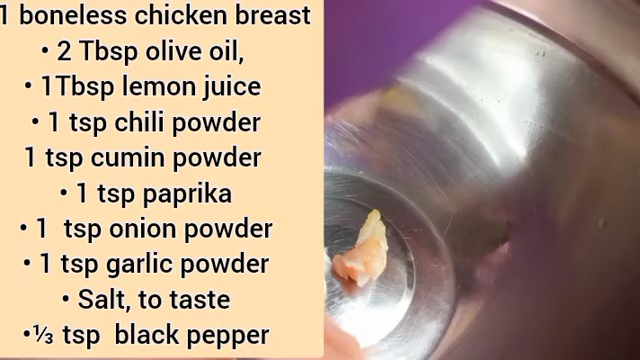 1 boneless chicken breast
• 2 Tbsp olive oil,
• 1Tbsp lemon juice
• 1 tsp chili powder
1 tsp cumin powder
• 1 tsp paprika
• 1 tsp onion powder
• 1 tsp garlic powder
• Salt, to taste
•⅓ tsp black pepper